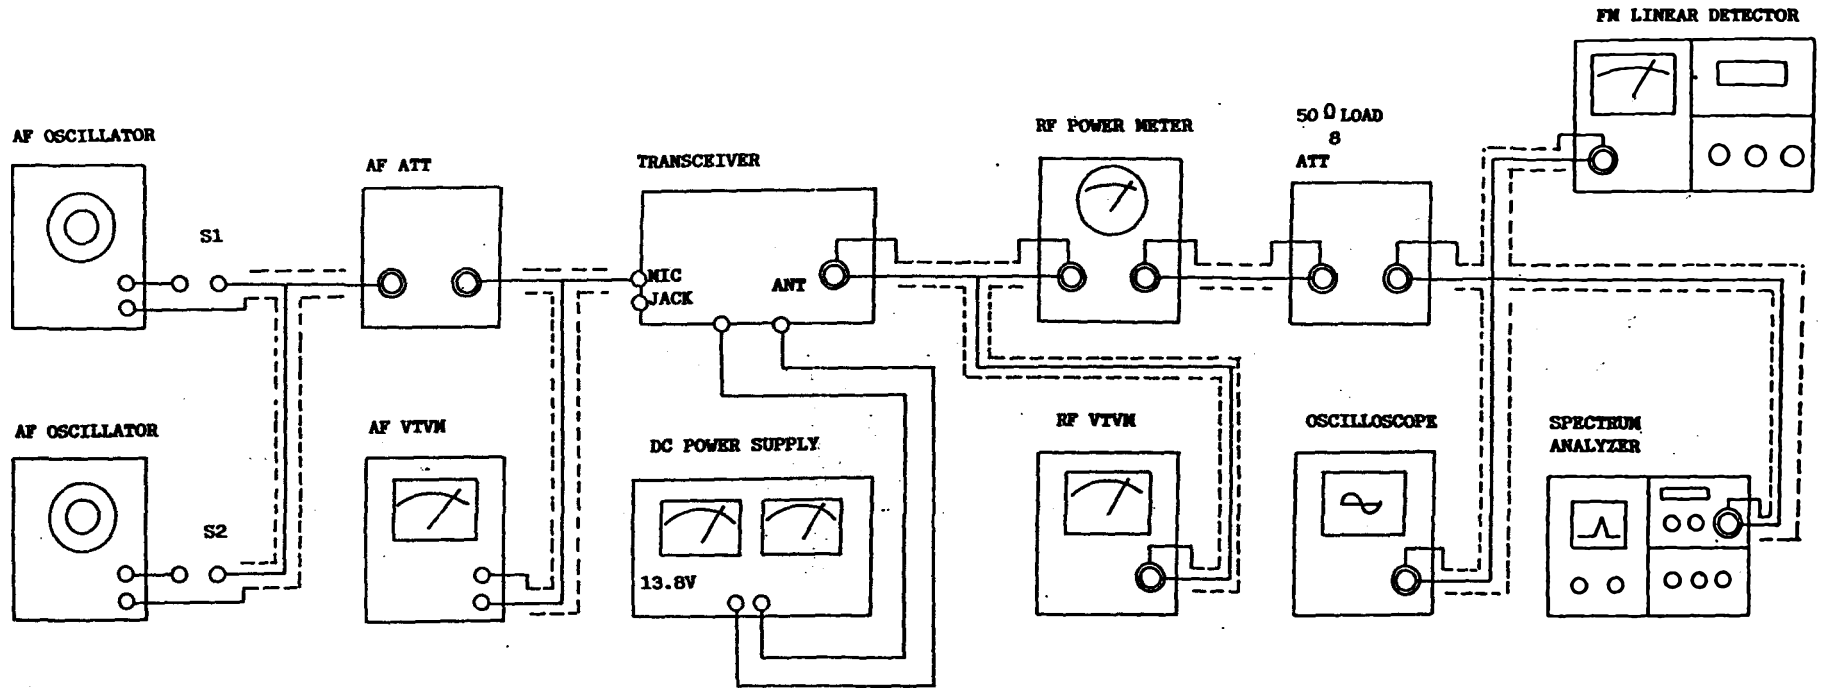 FM LINEAR DETECTOR
50 Ω LOAD
8
ATT
RF POWER METER
AF OSCILLATOR
AF ATT
TRANSCEIVER
S1
MIC
JACK
ANT
AF OSCILLATOR
AF VTVM
DC POWER SUPPLY
RF VTVM
OSCILLOSCOPE
SPECTRUM
ANALYZER
S2
13.8V